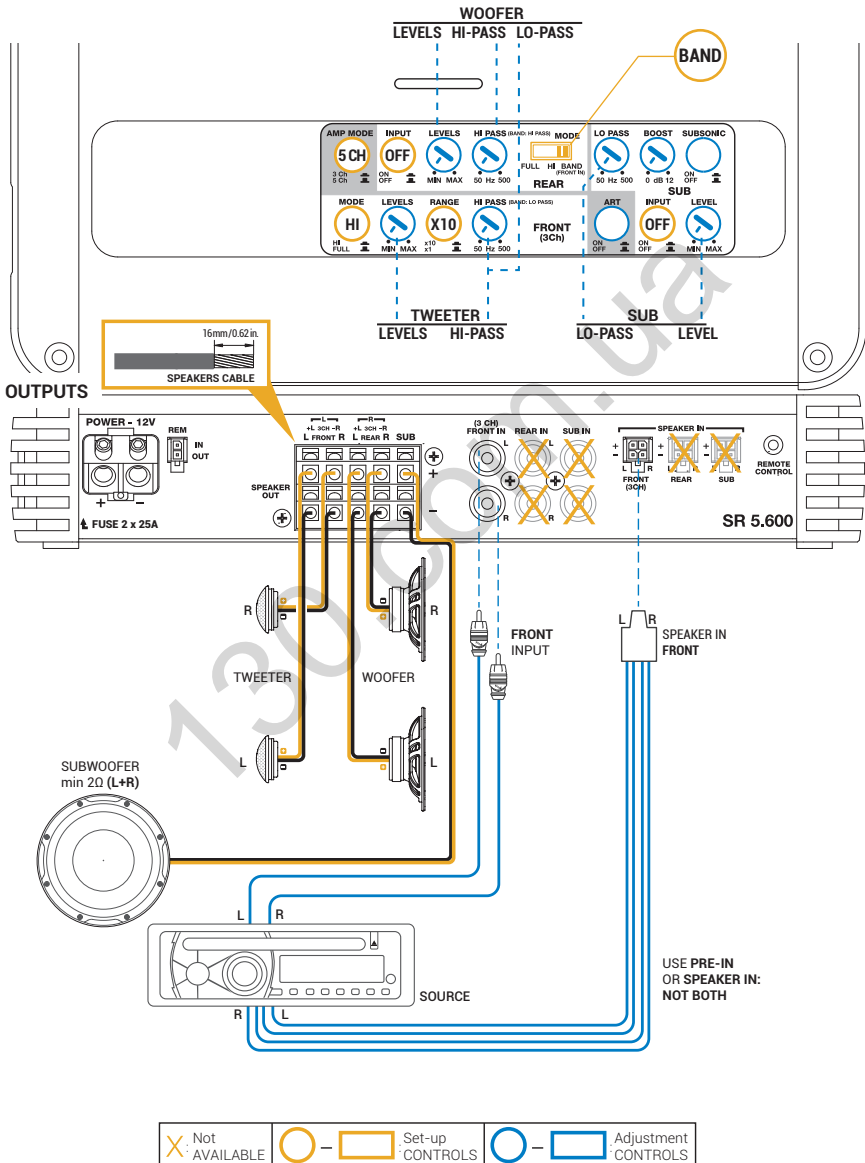 WOOFER
LEVELS HI-PASS LO-PASS
BAND
AMP MODE INPUT LEVELS HI PASS (BAND: HI PASS) MODE LO PASS BOOST SUBSONIC
5 CH OFF
3 Ch ON MIN MAX 50 Hz 500 FULL HI BAND 50 Hz 500 0 dB 12 ON
5 Ch OFF (FRONT IN) OFF
REAR SUB
MODE LEVELS RANGE HI PASS (BAND: LO PASS) FRONT ART INPUT LEVEL
HI X10 (3Ch) OFF
HI MIN MAX x10 50 Hz 500 ON ON MIN MAX
FULL x1 OFF OFF
TWEETER SUB
LEVELS HI-PASS LO-PASS LEVEL
16mm/0.62in.
SPEAKERS CABLE
OUTPUTS
POWER - 12V
REM
IN
OUT
+ -
FUSE 2 x 25A
L R
+L 3CH -R +L 3CH -R
L FRONT R L REAR R SUB
SPEAKER
OUT
+
-
(3 CH)
FRONT IN REAR IN SUB IN
L L
R R
SPEAKER IN
+ - + - + -
L R L R L R
FRONT REAR SUB
(3CH)
REMOTE
CONTROL
SR 5.600
R R
TWEETER WOOFER
L L
FRONT
INPUT
L R
SPEAKER IN
FRONT
SUBWOOFER
min 2Ω (L+R)
L R
SOURCE
R L
USE PRE-IN
OR SPEAKER IN:
NOT BOTH
X : Not AVAILABLE
– : Set-up CONTROLS
– : Adjustment CONTROLS
130.com.ua